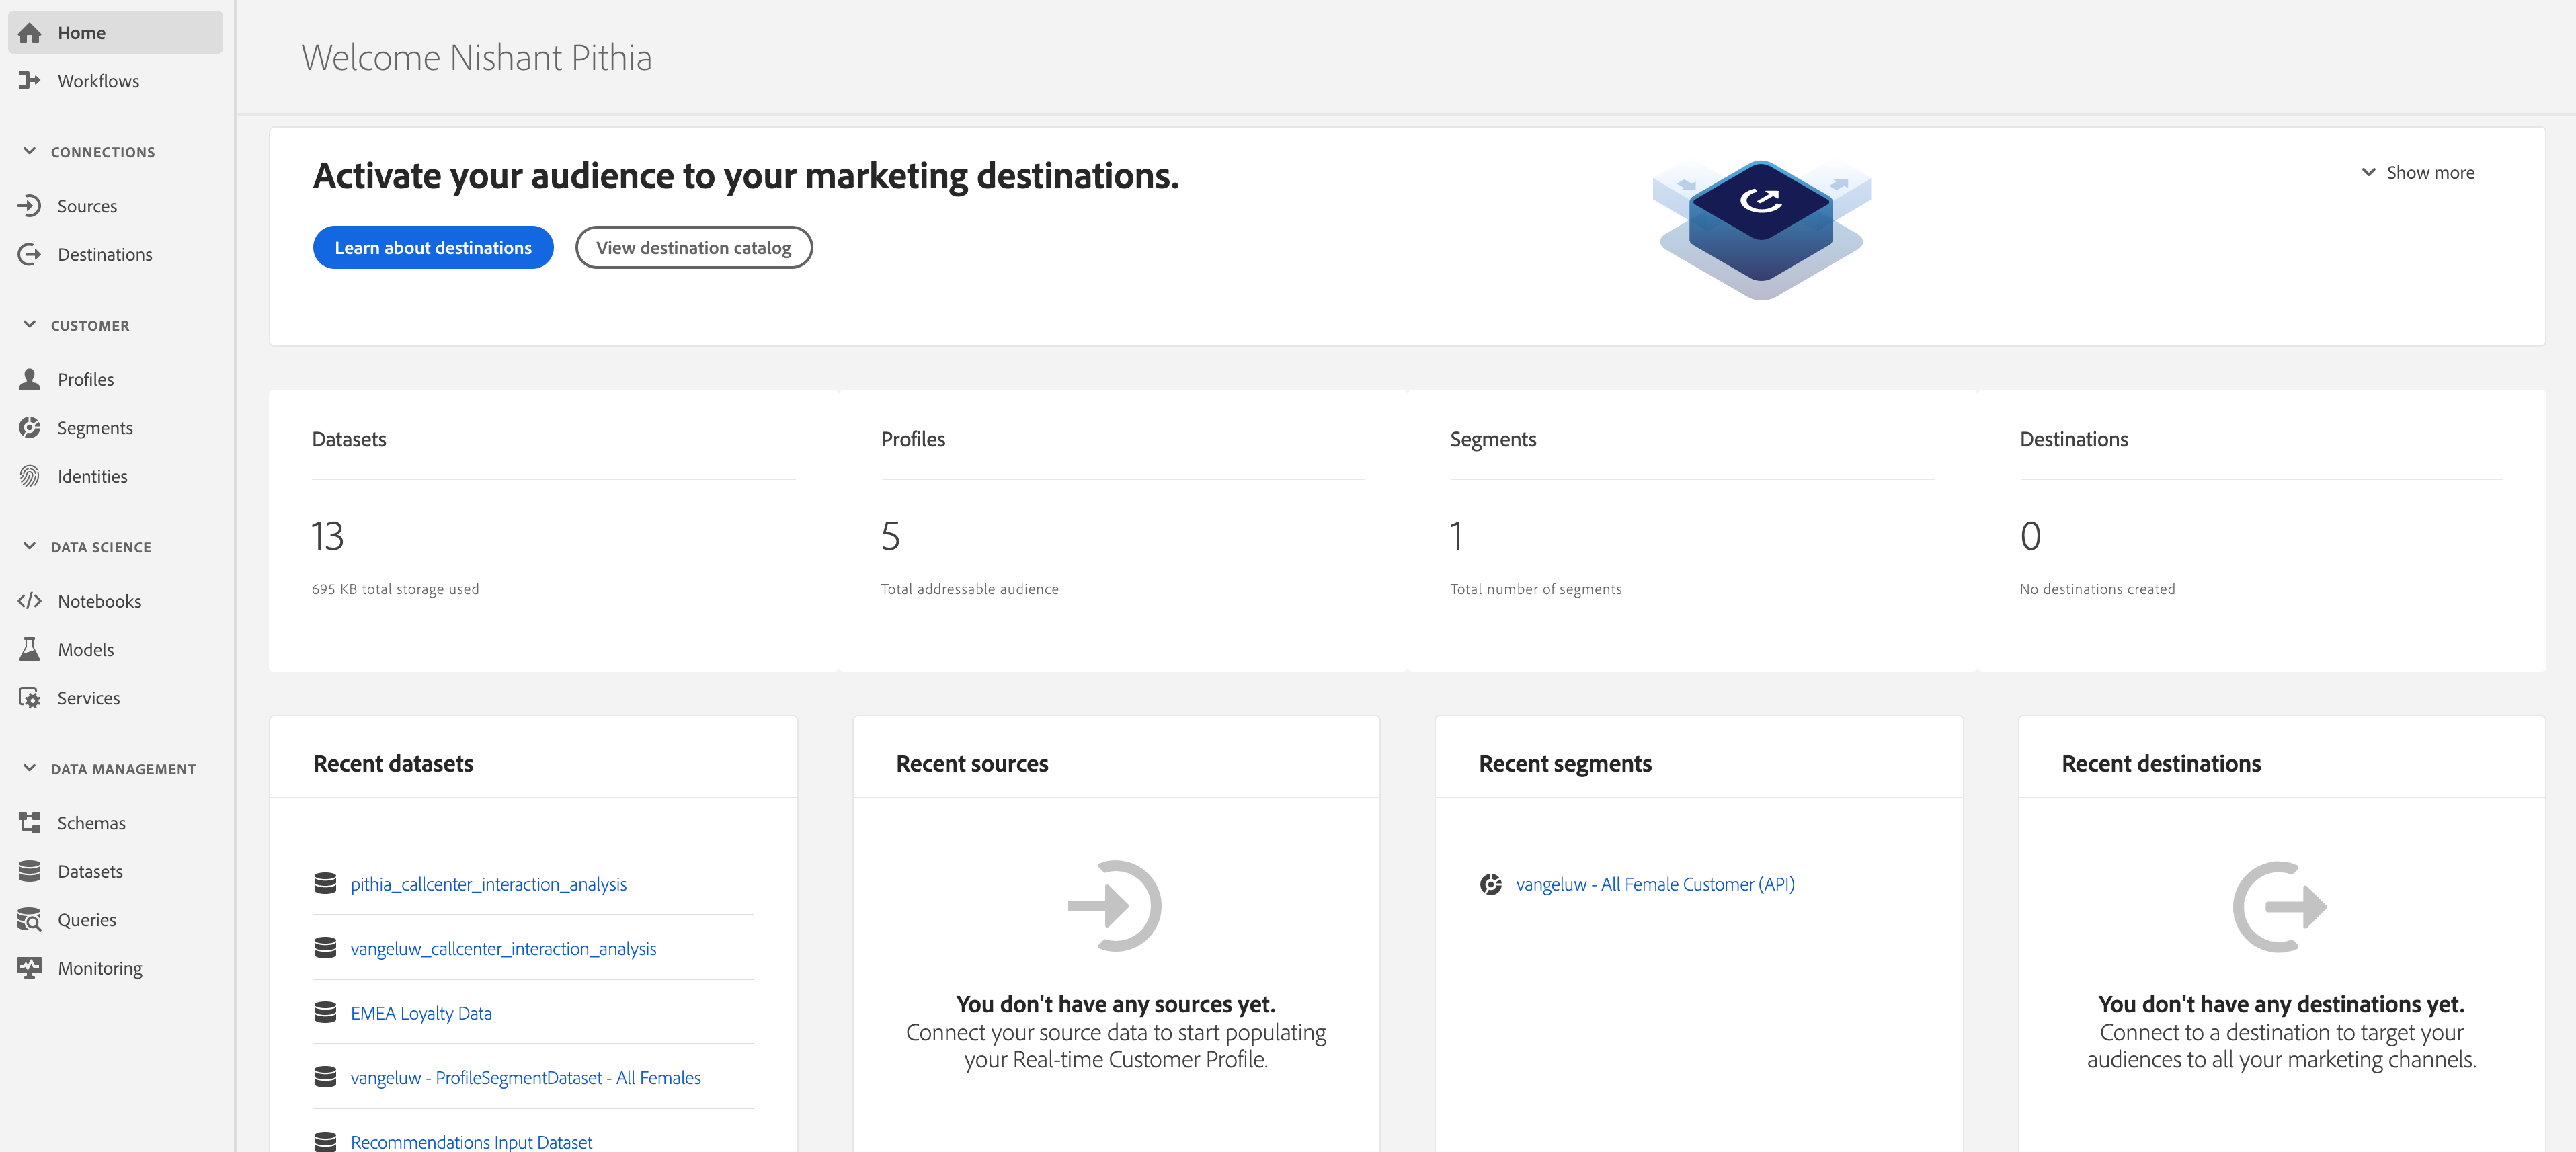 Home
Workflows
CONNECTIONS
Sources
Destinations
CUSTOMER
Profiles
Segments
Identities
DATA SCIENCE
Notebooks
Models
Services
DATA MANAGEMENT
Schemas
Datasets
Queries
Monitoring
Welcome Nishant Pithia
Activate your audience to your marketing destinations.
Show more
Learn about destinations
View destination catalog
Datasets
13
695 KB total storage used
Profiles
5
Total addressable audience
Segments
1
Total number of segments
Destinations
0
No destinations created
Recent datasets
pithia_callcenter_interaction_analysis
vangeluw_callcenter_interaction_analysis
EMEA Loyalty Data
vangeluw - ProfileSegmentDataset - All Females
Recommendations Input Dataset
Recent sources
You don't have any sources yet.
Connect your source data to start populating
your Real-time Customer Profile.
Recent segments
vangeluw - All Female Customer (API)
Recent destinations
You don't have any destinations yet.
Connect to a destination to target your
audiences to all your marketing channels.